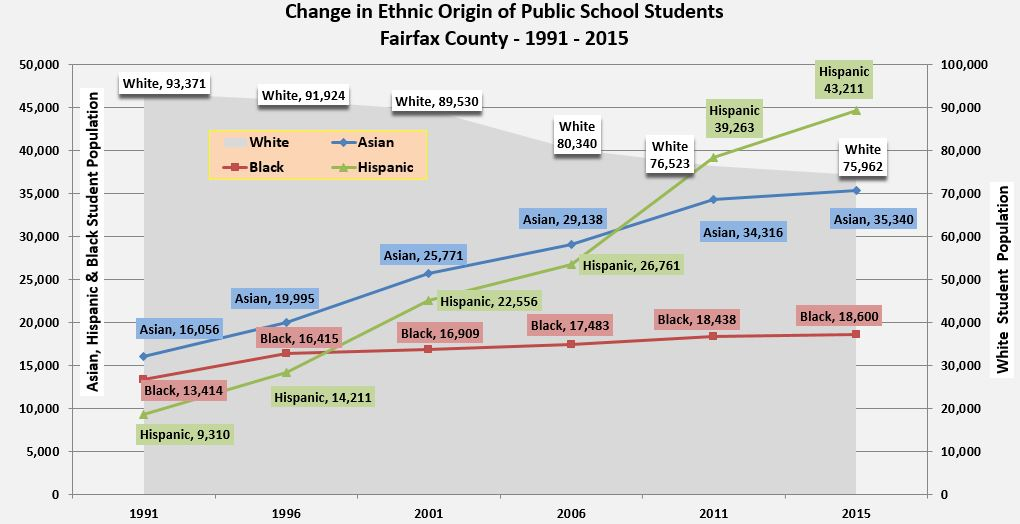 Change in Ethnic Origin of Public School Students
Fairfax County - 1991 - 2015
50,000
45,000
40,000
35,000
30,000
25,000
20,000
15,000
10,000
5,000
0
Asian, Hispanic & Black Student Population
100,000
90,000
80,000
70,000
60,000
50,000
40,000
30,000
20,000
10,000
0
White Student Population
White, 93,371
White, 91,924
White, 89,530
White
80,340
White
76,523
White
75,962
White
Asian
Black
Hispanic
Hispanic
39,263
Hispanic
43,211
Asian, 16,056
Asian, 19,995
Asian, 25,771
Asian, 29,138
Asian, 34,316
Asian, 35,340
Black, 13,414
Black, 16,415
Black, 16,909
Black, 17,483
Black, 18,438
Black, 18,600
Hispanic, 9,310
Hispanic, 14,211
Hispanic, 22,556
Hispanic, 26,761
1991
1996
2001
2006
2011
2015